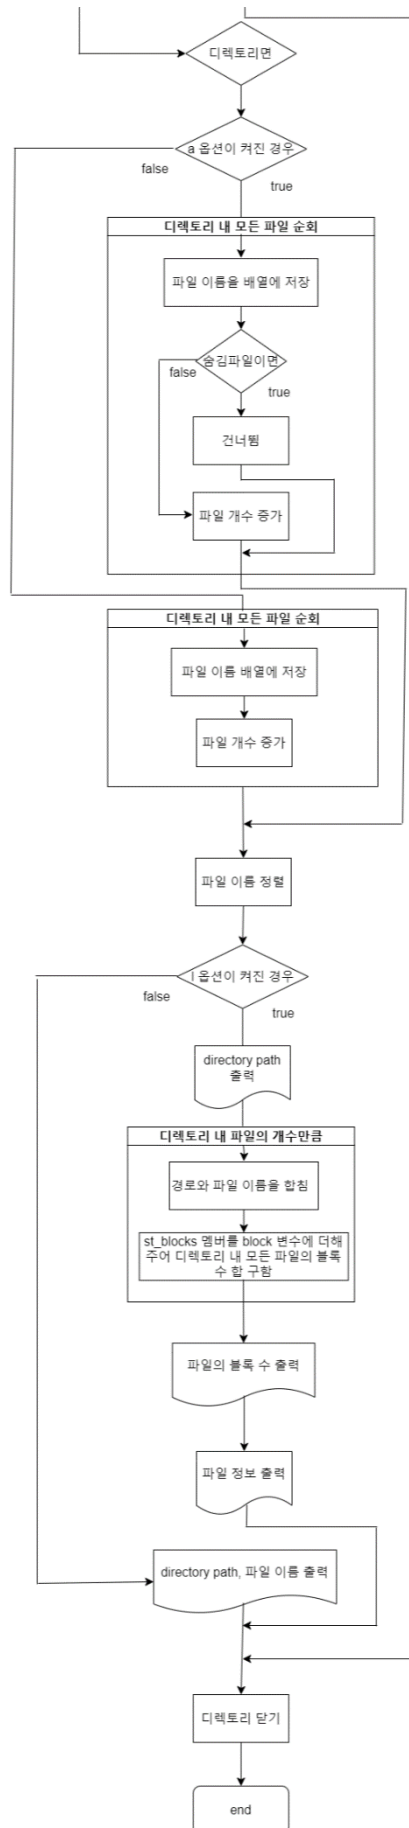 디렉토리면
a 옵션이 켜진 경우
false
true
디렉토리 내 모든 파일 순회
파일 이름을 배열에 저장
숨김파일이면
false
true
건너뜀
파일 개수 증가
디렉토리 내 모든 파일 순회
파일 이름 배열에 저장
파일 개수 증가
파일 이름 정렬
l 옵션이 켜진 경우
false
true
directory path
출력
디렉토리 내 파일의 개수만큼
경로와 파일 이름을 합침
st_blocks 멤버를 block 변수에 더해
주어 디렉토리 내 모든 파일의 블록
수 합 구함
파일의 블록 수 출력
파일 정보 출력
directory path, 파일 이름 출력
디렉토리 닫기
end